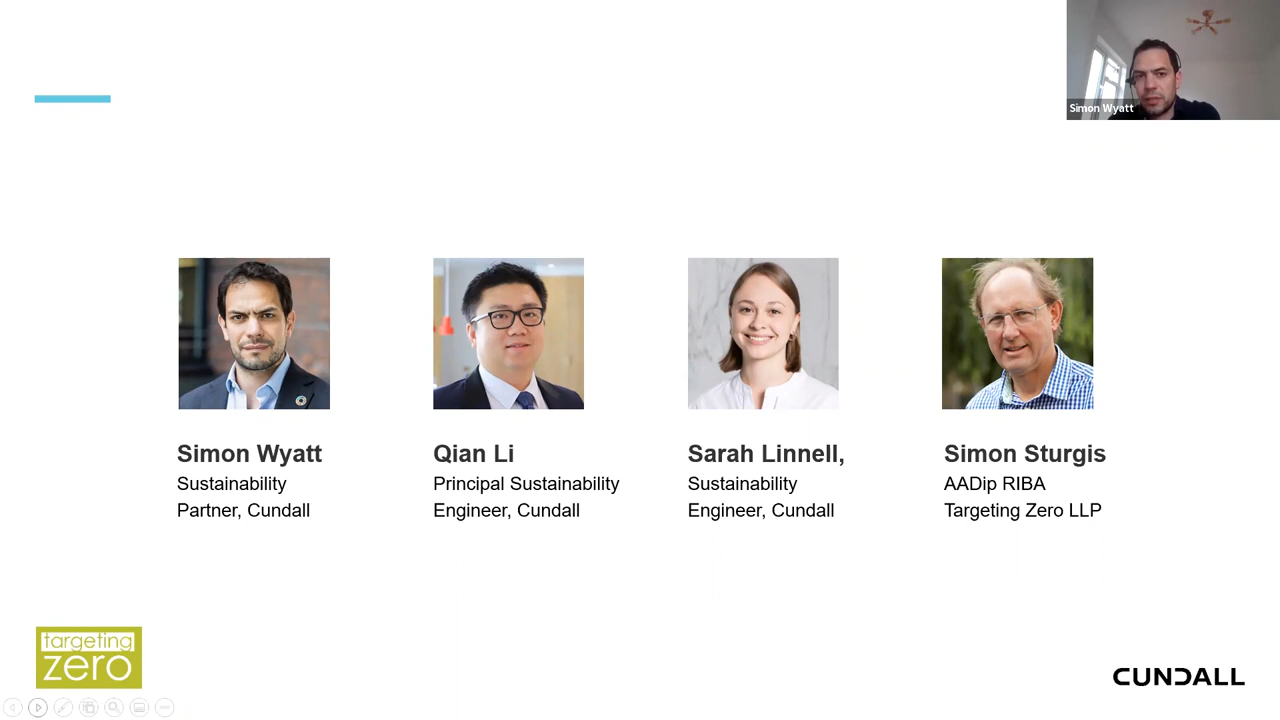 Simon Wyatt
Simon Wyatt
Sustainability
Partner, Cundall
Qian Li
Principal Sustainability
Engineer, Cundall
Sarah Linnell,
Sustainability
Engineer, Cundall
Simon Sturgis
AADip RIBA
Targeting Zero LLP
targeting
zero
CUNDALL